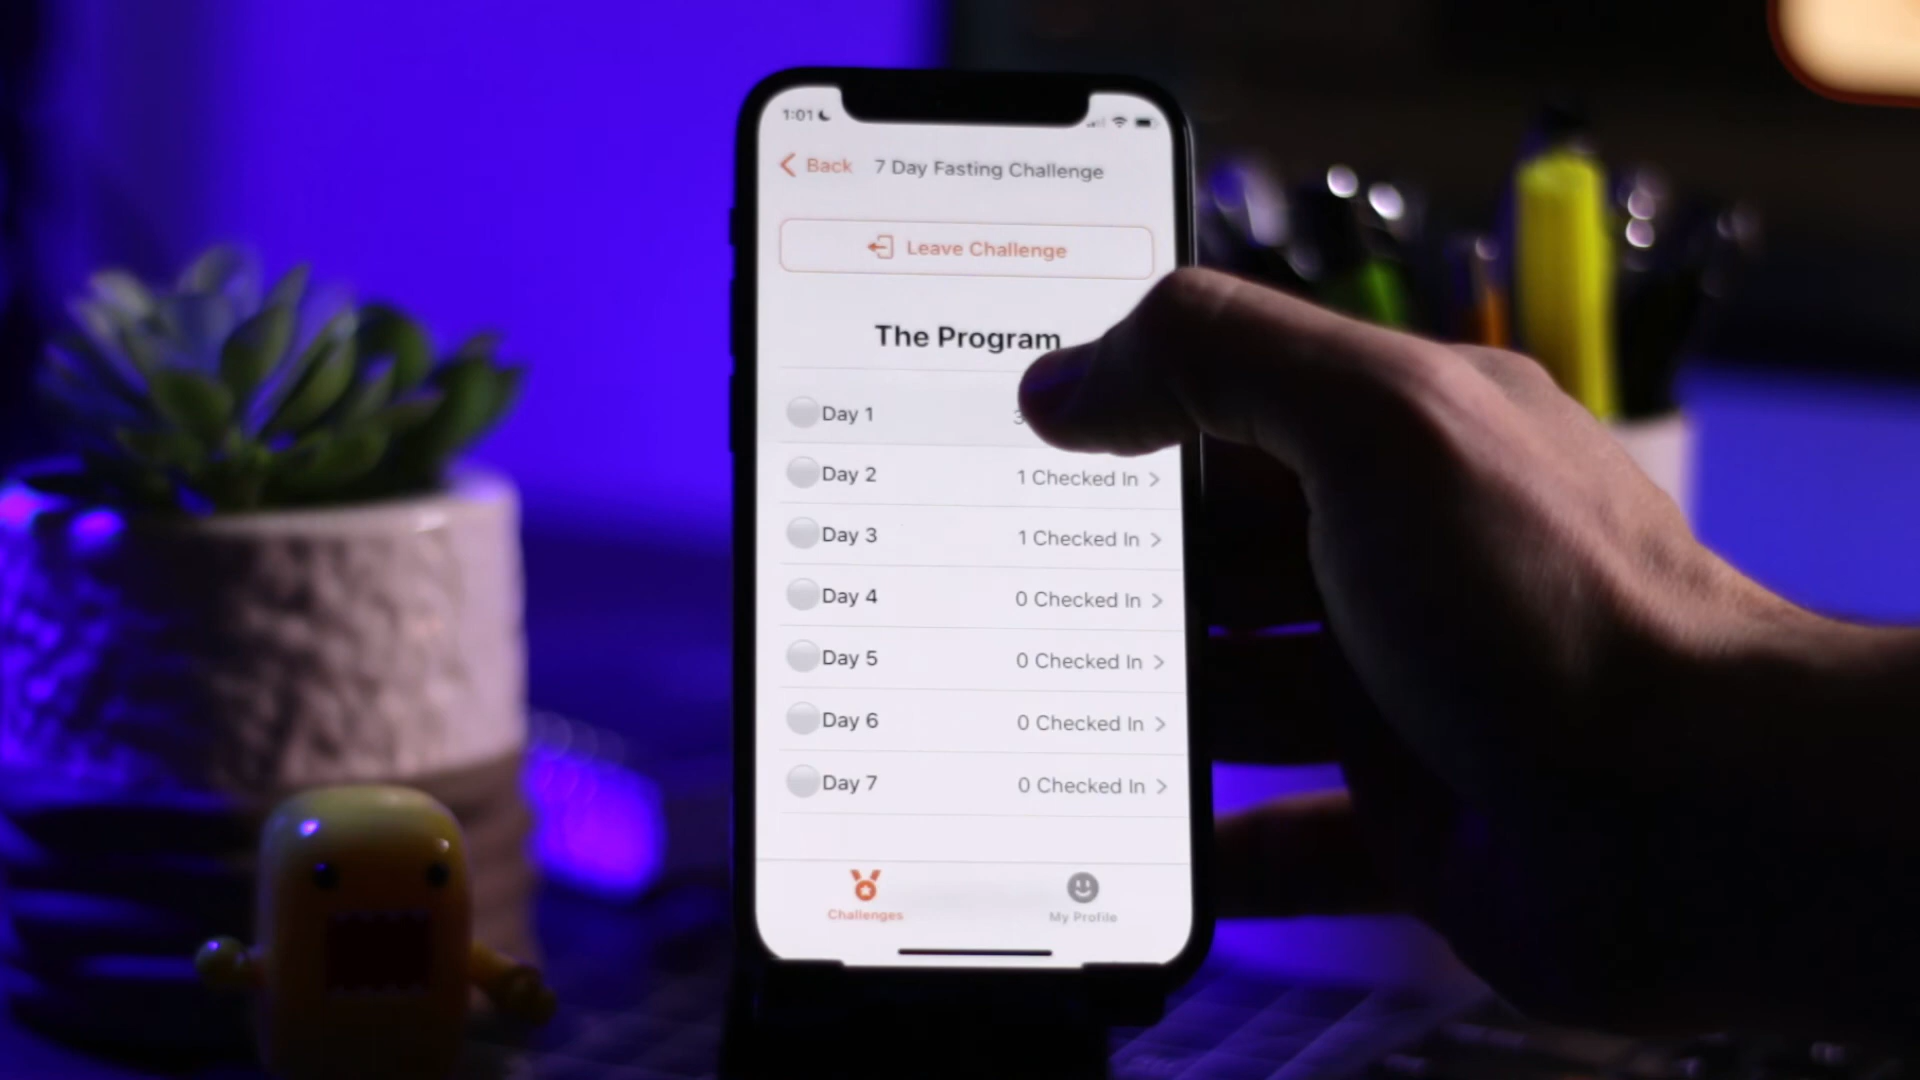 1:01
Back 7 Day Fasting Challenge
Leave Challenge
The Program
Day 1 3
Day 2 1 Checked In
Day 3 1 Checked In
Day 4 0 Checked In
Day 5 0 Checked In
Day 6 0 Checked In
Day 7 0 Checked In
Challenges My Profile